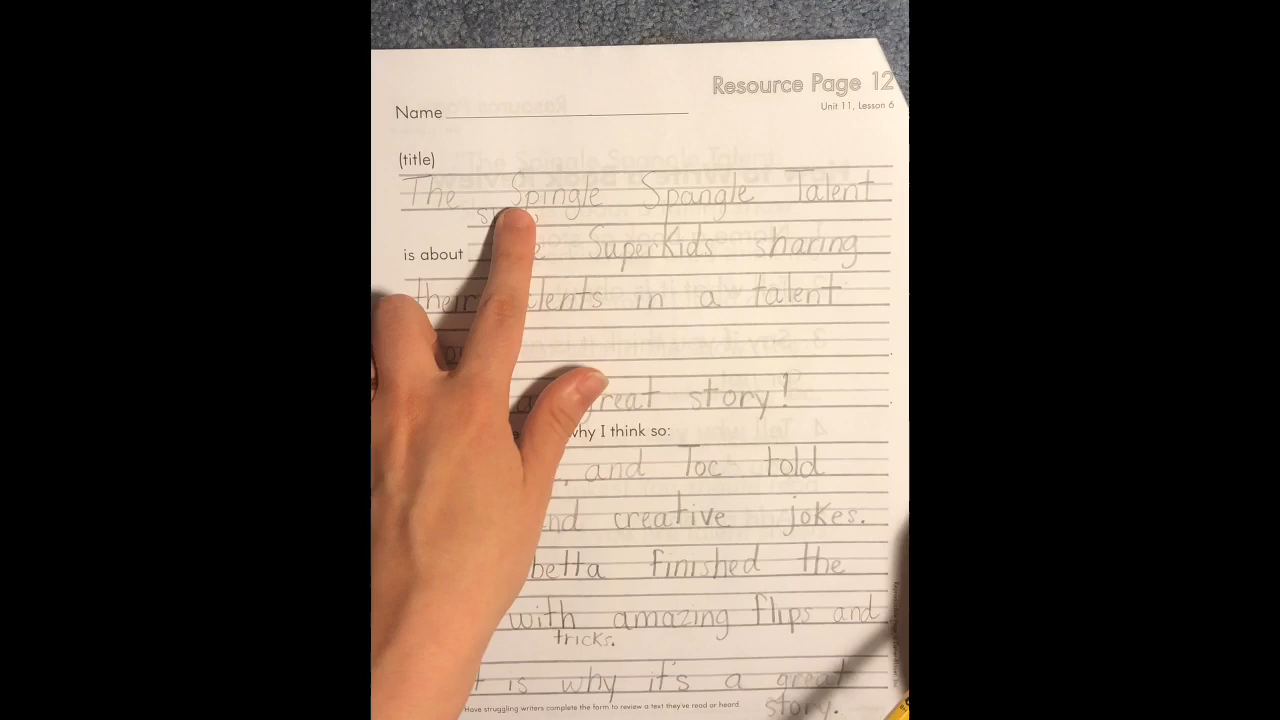 Resource Page 12
Unit 11, Lesson 6
Name
(title)
The Spingle Spangle Talent
is about SuperKids sharing
their talents in a talent
great story!
why I think so:
and Toc told
and creative jokes.
betta finished the
with amazing flips and
tricks.
is why it's a great
story.
Have struggling writers complete the form to review a text they've read or heard.